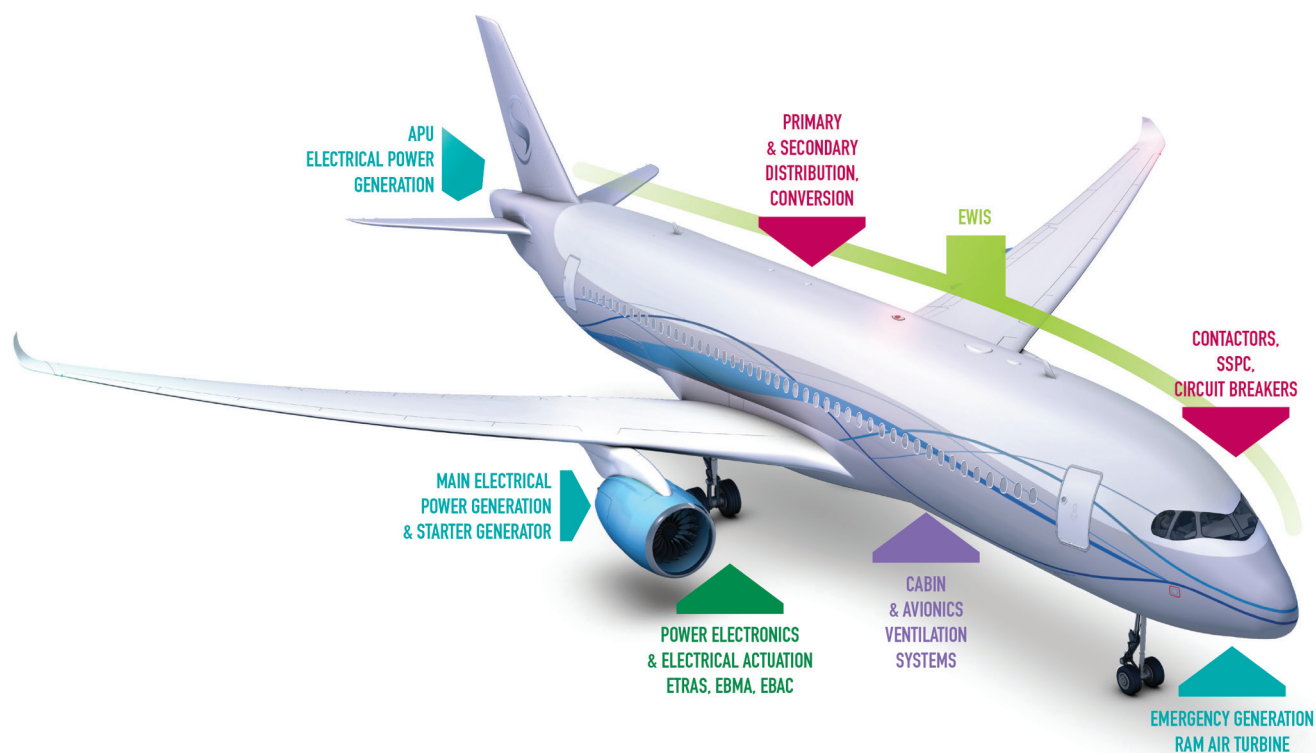 APU
ELECTRICAL POWER
GENERATION
PRIMARY
& SECONDARY
DISTRIBUTION,
CONVERSION
EWIS
CONTACTORS,
SSPC,
CIRCUIT BREAKERS
MAIN ELECTRICAL
POWER GENERATION
& STARTER GENERATOR
POWER ELECTRONICS
& ELECTRICAL ACTUATION
ETRAS, EBMA, EBAC
CABIN
& AVIONICS
VENTILATION
SYSTEMS
EMERGENCY GENERATION
RAM AIR TURBINE